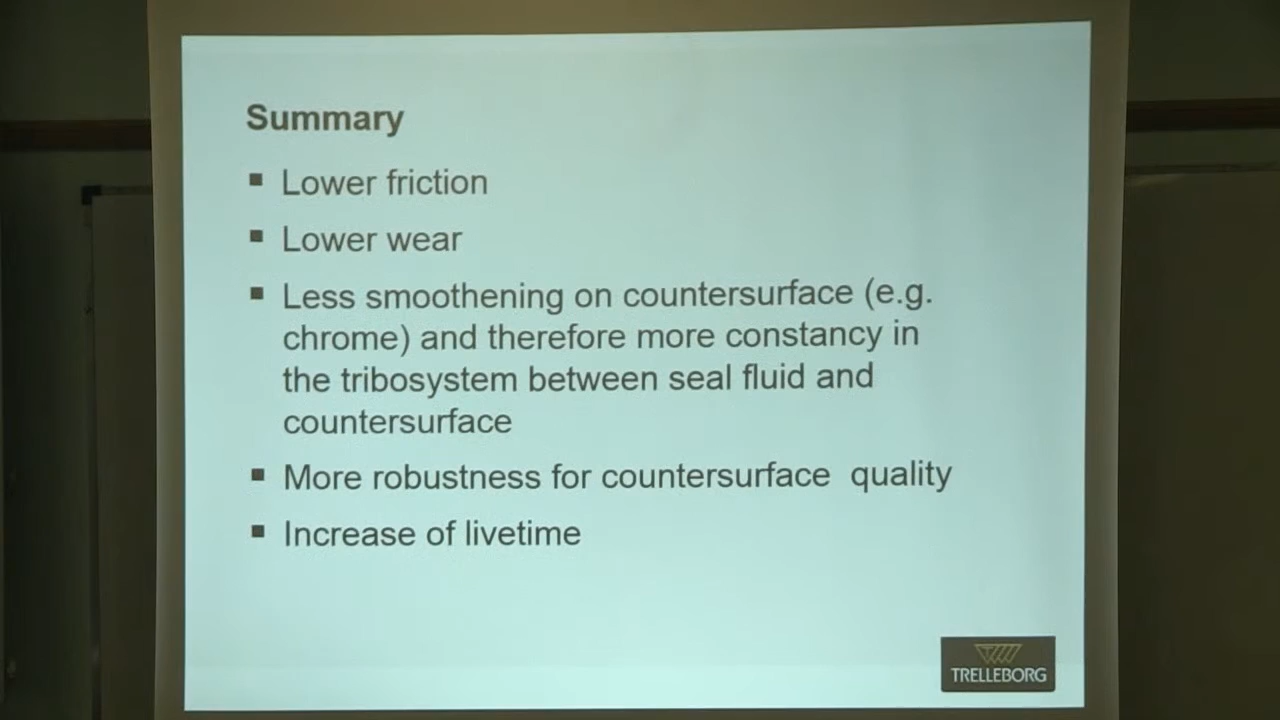 Summary
▪ Lower friction
▪ Lower wear
▪ Less smoothening on countersurface (e.g.
chrome) and therefore more constancy in
the tribosystem between seal fluid and
countersurface
▪ More robustness for countersurface quality
▪ Increase of livetime
TRELLEBORG